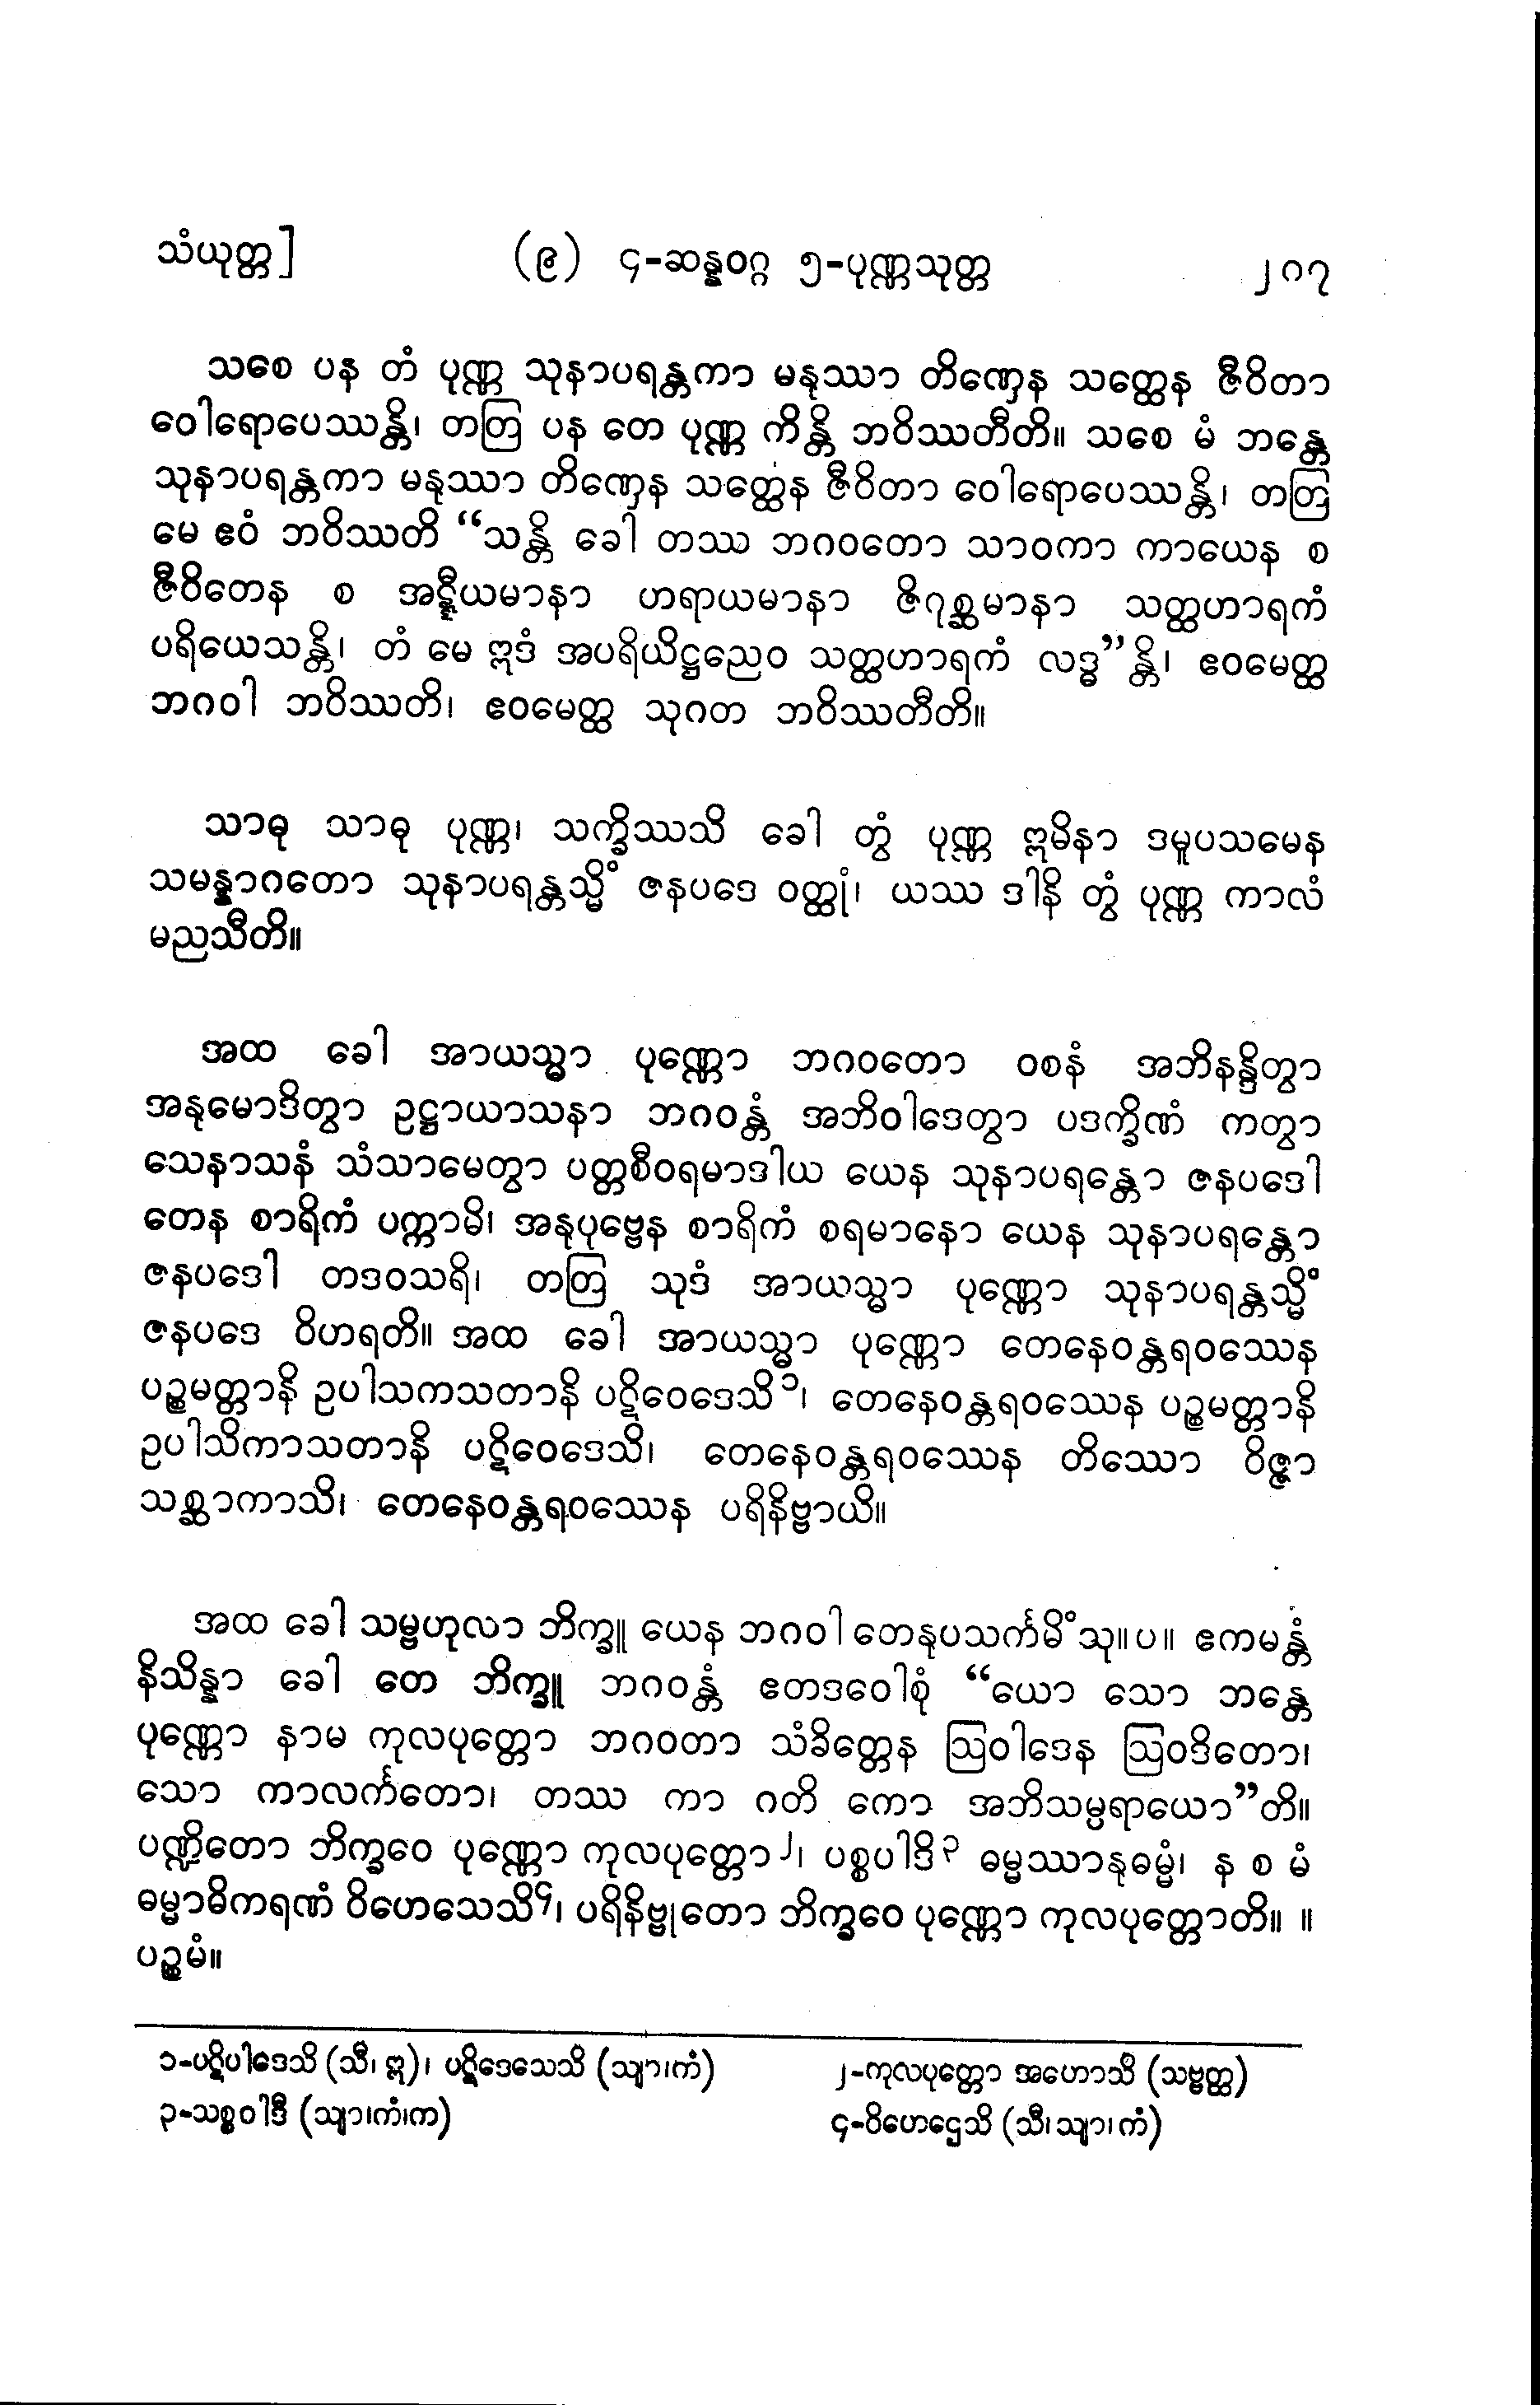 သံယုတ္တ] (၉) ၄-ဆန္နဝဂ္ဂ ၅-ပုဏ္ဏသုတ္တ ၂၈၇
သစေ ပန တံ ပုဏ္ဏ သုနာပရန္တကာ မနုဿာ တိဏှေန သတ္ထေန ဇီဝိတာ
ဝေါရောပေဿန္တိ၊ တတြ ပန တေ ပုဏ္ဏ ကိန္တိ ဘဝိဿတီတိ။ သစေ မံ ဘန္တေ
သုနာပရန္တကာ မနုဿာ တိဏှေန သတ္ထေန ဇီဝိတာ ဝေါရောပေဿန္တိ၊ တတြ
မေ ဧဝံ ဘဝိဿတိ “သန္တိ ခေါ တဿ ဘဂဝတော သာဝကာ ကာယေန စ
ဇီဝိတေန စ အဋ္ဋီယမာနာ ဟရာယမာနာ ဇိဂုစ္ဆမာနာ သတ္ထဟာရကံ
ပရိယေသန္တိ၊ တံ မေ ဣဒံ အပရိယိဋ္ဌညေဝ သတ္ထဟာရကံ လဒ္ဓ”န္တိ၊ ဧဝမေတ္ထ
ဘဂဝါ ဘဝိဿတိ၊ ဧဝမေတ္ထ သုဂတ ဘဝိဿတီတိ။
သာဓု သာဓု ပုဏ္ဏ၊ သက္ခိဿသိ ခေါ တွံ ပုဏ္ဏ ဣမိနာ ဒမူပသမေန
သမန္နာဂတော သုနာပရန္တသ္မိံ ဇနပဒေ ဝတ္ထုံ၊ ယဿ ဒါနိ တွံ ပုဏ္ဏ ကာလံ
မညသီတိ။
အထ ခေါ အာယသ္မာ ပုဏ္ဏော ဘဂဝတော ဝစနံ အဘိနန္ဒိတွာ
အနုမောဒိတွာ ဥဋ္ဌာယာသနာ ဘဂဝန္တံ အဘိဝါဒေတွာ ပဒက္ခိဏံ ကတွာ
သေနာသနံ သံသာမေတွာ ပတ္တစီဝရမာဒါယ ယေန သုနာပရန္တော ဇနပဒေါ
တေန စာရိကံ ပက္ကာမိ၊ အနုပုဗ္ဗေန စာရိကံ စရမာနော ယေန သုနာပရန္တော
ဇနပဒေါ တဒဝသရိ၊ တတြ သုဒံ အာယသ္မာ ပုဏ္ဏော သုနာပရန္တသ္မိံ
ဇနပဒေ ဝိဟရတိ။ အထ ခေါ အာယသ္မာ ပုဏ္ဏော တေနေဝန္တရဝဿေန
ပဉ္စမတ္တာနိ ဥပါသကသတာနိ ပဋိဝေဒေသိ၁၊ တေနေဝန္တရဝဿေန ပဉ္စမတ္တာနိ
ဥပါသိကာသတာနိ ပဋိဝေဒေသိ၊ တေနေဝန္တရဝဿေန တိဿော ဝိဇ္ဇာ
သစ္ဆာကာသိ၊ တေနေဝန္တရဝဿေန ပရိနိဗ္ဗာယိ။
အထ ခေါ သမ္ဗဟုလာ ဘိက္ခူ ယေန ဘဂဝါ တေနုပသင်္ကမိံသု။ပ။ ဧကမန္တံ
နိသိန္နာ ခေါ တေ ဘိက္ခူ ဘဂဝန္တံ ဧတဒဝေါစုံ “ယော သော ဘန္တေ
ပုဏ္ဏော နာမ ကုလပုတ္တော ဘဂဝတာ သံခိတ္တေန ဩဝါဒေန ဩဝဒိတော၊
သော ကာလင်္ကတော၊ တဿ ကာ ဂတိ ကော အဘိသမ္ပရာယော”တိ။
ပဏ္ဍိတော ဘိက္ခဝေ ပုဏ္ဏော ကုလပုတ္တော၂၊ ပစ္စပါဒိ၃ ဓမ္မဿာနုဓမ္မံ၊ န စ မံ
ဓမ္မာဓိကရဏံ ဝိဟေသေသိ၄၊ ပရိနိဗ္ဗုတော ဘိက္ခဝေ ပုဏ္ဏော ကုလပုတ္တောတိ။ ။
ပဉ္စမံ။
၁-ပဋိပါဒေသိ (သီ၊ ဣ)၊ ပဋိဒေသေသိ (သျာ၊ကံ) ၂-ကုလပုတ္တော အဟောသိ (သဗ္ဗတ္ထ)
၃-သစ္စဝါဒီ (သျာ၊ကံ၊က) ၄-ဝိဟေဌေသိ (သီ၊သျာ၊ကံ)